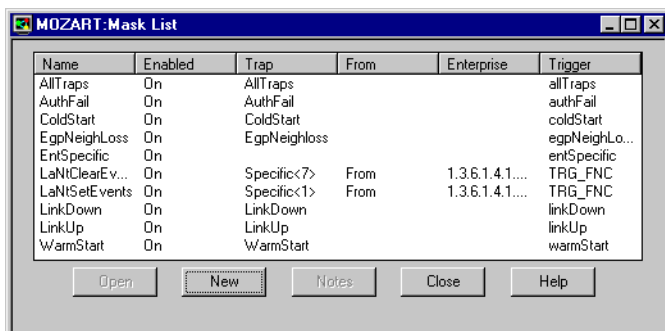 MOZART:Mask List
Name Enabled Trap From Enterprise Trigger
AllTraps On AllTraps allTraps
AuthFail On AuthFail authFail
ColdStart On ColdStart coldStart
EgpNeighLoss On EgpNeighloss egpNeighLo...
EntSpecific On entSpecific
LaNtClearEv... On Specific<7> From 1.3.6.1.4.1.... TRG_FNC
LaNtSetEvents On Specific<1> From 1.3.6.1.4.1.... TRG_FNC
LinkDown On LinkDown linkDown
LinkUp On LinkUp linkUp
WarmStart On WarmStart warmStart
Open New Notes Close Help